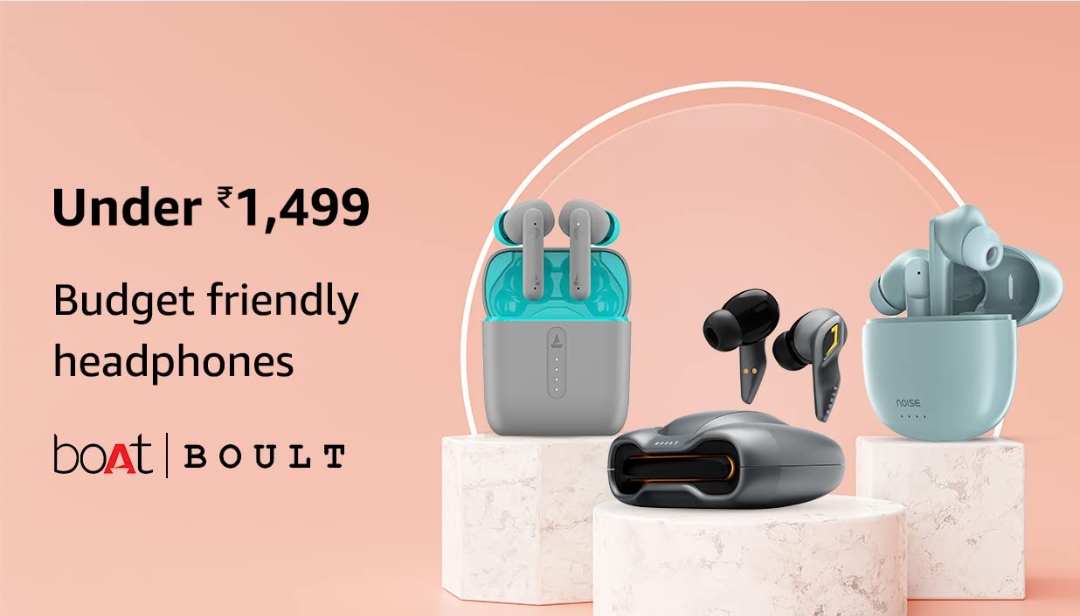 Under ₹1,499
Budget friendly
headphones
boAt | BOULT
NOISE